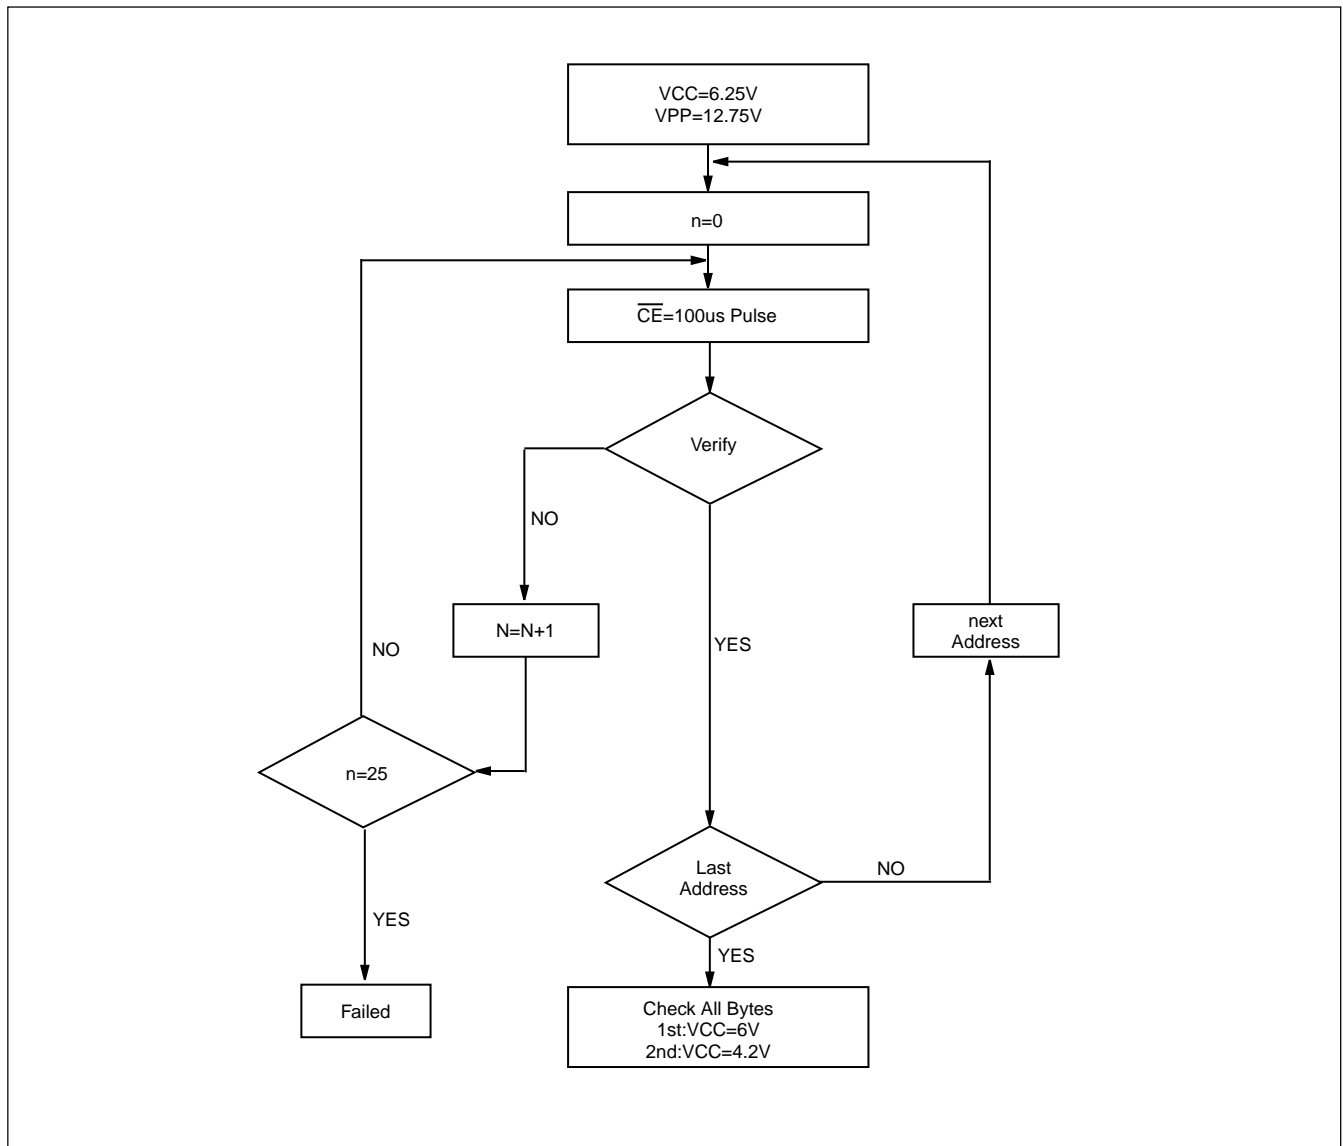 VCC=6.25V
VPP=12.75V
n=0
C̅E̅=100us Pulse
Verify
NO
N=N+1
next
Address
YES
NO
n=25
Last
Address
NO
YES
YES
Failed
Check All Bytes
1st:VCC=6V
2nd:VCC=4.2V